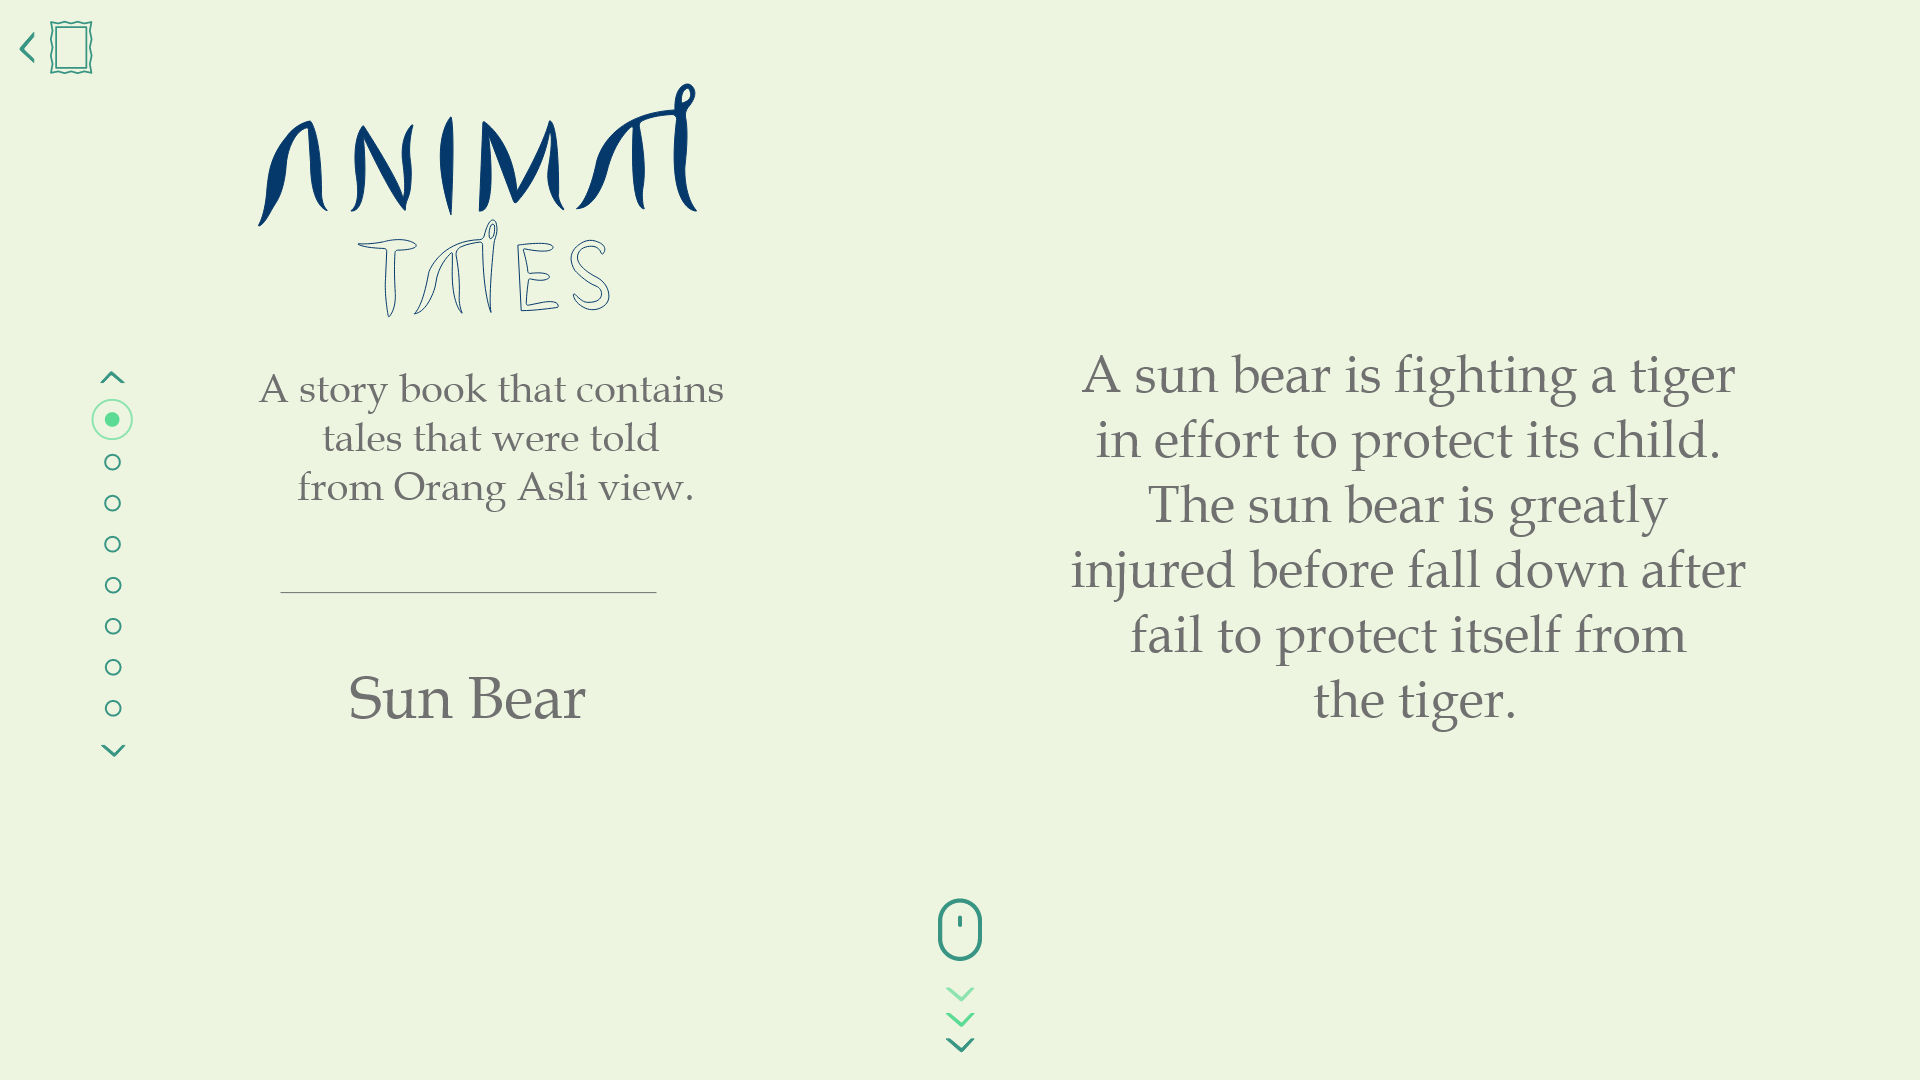 ANIMAL
TALES
A story book that contains
tales that were told
from Orang Asli view.
Sun Bear
A sun bear is fighting a tiger
in effort to protect its child.
The sun bear is greatly
injured before fall down after
fail to protect itself from
the tiger.